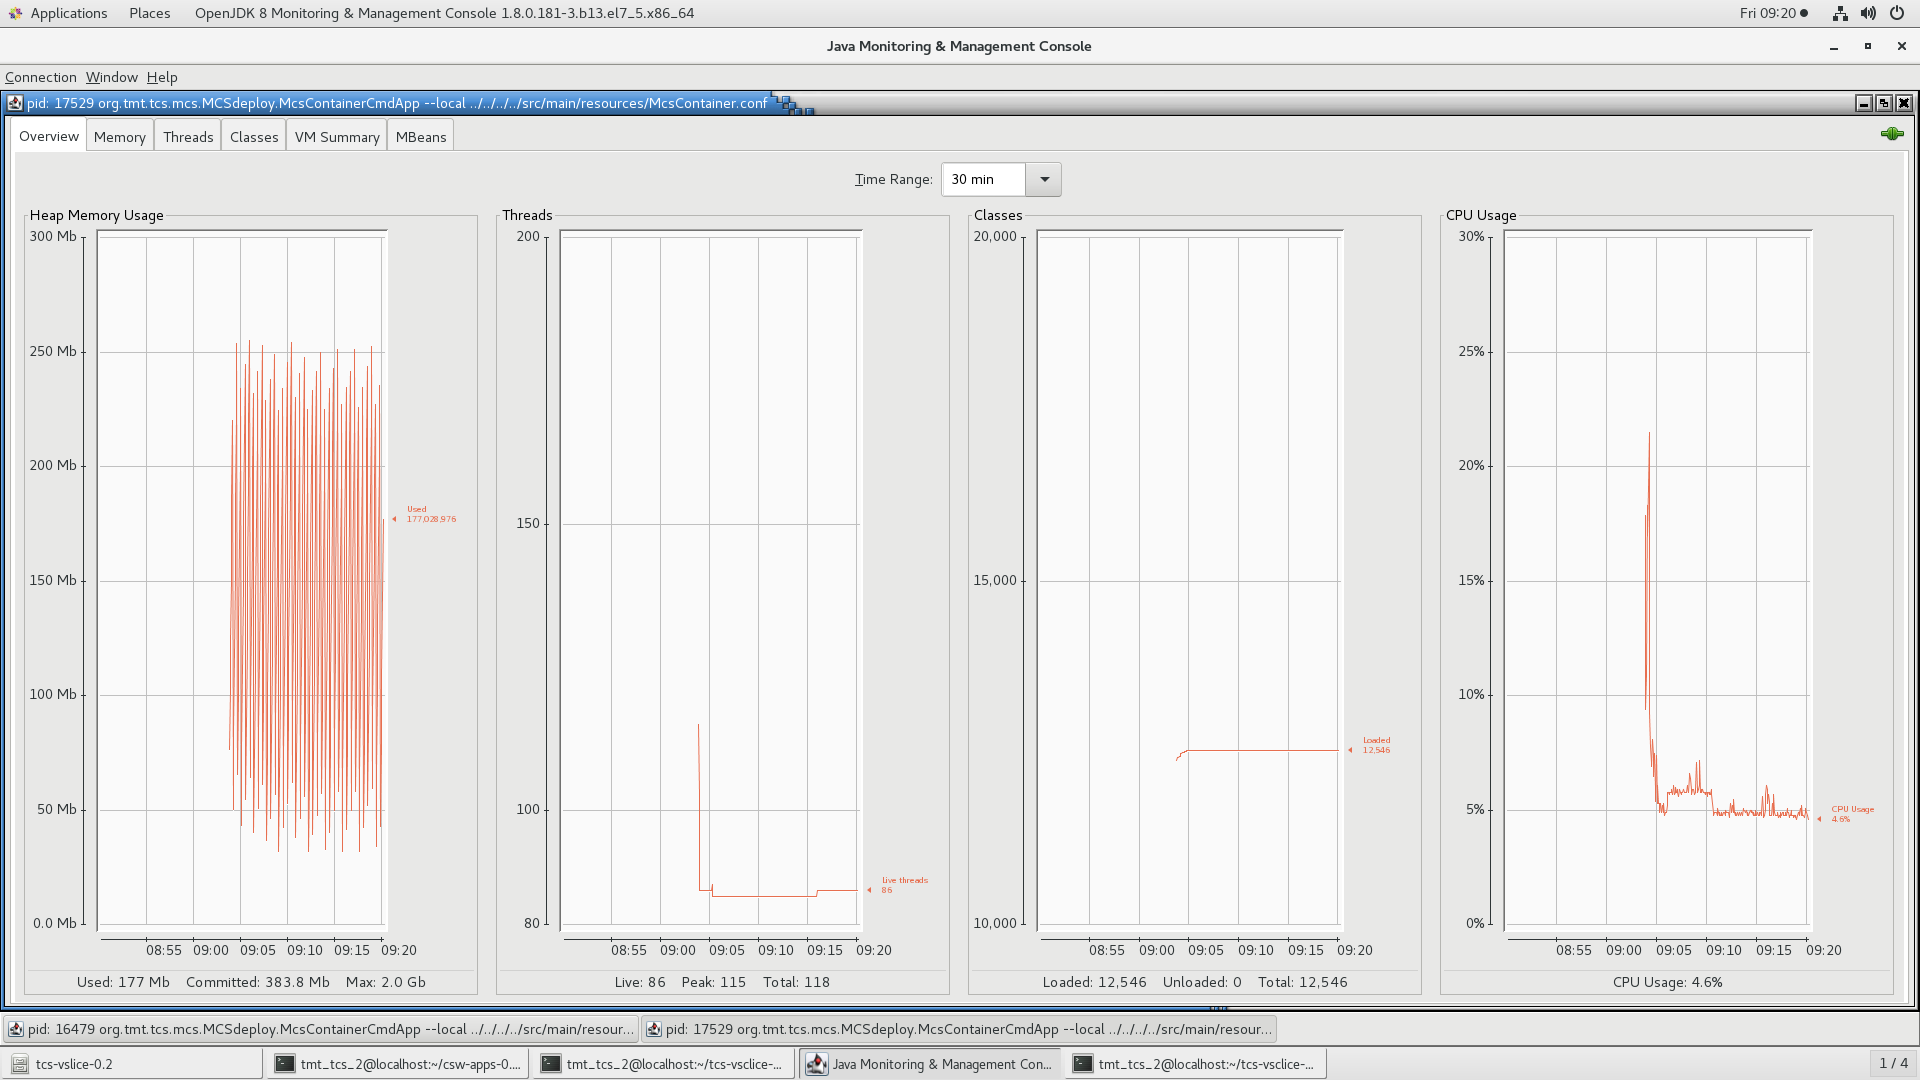 Applications Places OpenJDK 8 Monitoring & Management Console 1.8.0.181-3.b13.el7_5.x86_64 Fri 09:20
Java Monitoring & Management Console
Connection Window Help
pid: 17529 org.tmt.tcs.mcs.MCSdeploy.McsContainerCmdApp --local ../../../../src/main/resources/McsContainer.conf
Overview Memory Threads Classes VM Summary MBeans
Time Range: 30 min
Heap Memory Usage
300 Mb
250 Mb
200 Mb
150 Mb
100 Mb
50 Mb
0.0 Mb
Used
177,028,976
08:55 09:00 09:05 09:10 09:15 09:20
Used: 177 Mb Committed: 383.8 Mb Max: 2.0 Gb
Threads
200
150
100
80
Live threads
86
08:55 09:00 09:05 09:10 09:15 09:20
Live: 86 Peak: 115 Total: 118
Classes
20,000
15,000
10,000
Loaded
12,546
08:55 09:00 09:05 09:10 09:15 09:20
Loaded: 12,546 Unloaded: 0 Total: 12,546
CPU Usage
30%
25%
20%
15%
10%
5%
0%
CPU Usage
4.6%
08:55 09:00 09:05 09:10 09:15 09:20
CPU Usage: 4.6%
pid: 16479 org.tmt.tcs.mcs.MCSdeploy.McsContainerCmdApp --local ../../../../src/main/resour... pid: 17529 org.tmt.tcs.mcs.MCSdeploy.McsContainerCmdApp --local ../../../../src/main/resour...
tcs-vslice-0.2 tmt_tcs_2@localhost:~/csw-apps-0.... tmt_tcs_2@localhost:~/tcs-vsclice-... Java Monitoring & Management Con... tmt_tcs_2@localhost:~/tcs-vsclice-... 1 / 4